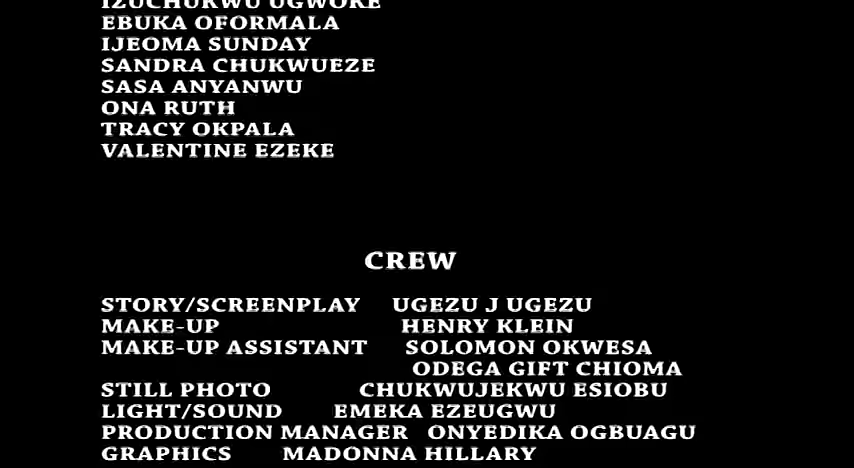 IZUCHUKWU UGWOKE
EBUKA OFORMALA
IJEOMA SUNDAY
SANDRA CHUKWUEZE
SASA ANYANWU
ONA RUTH
TRACY OKPALA
VALENTINE EZEKE
CREW
STORY/SCREENPLAY UGEZU J UGEZU
MAKE-UP HENRY KLEIN
MAKE-UP ASSISTANT SOLOMON OKWESA
ODEGA GIFT CHIOMA
STILL PHOTO CHUKWUJEKWU ESIOBU
LIGHT/SOUND EMEKA EZEUGWU
PRODUCTION MANAGER ONYEDIKA OGBUAGU
GRAPHICS MADONNA HILLARY